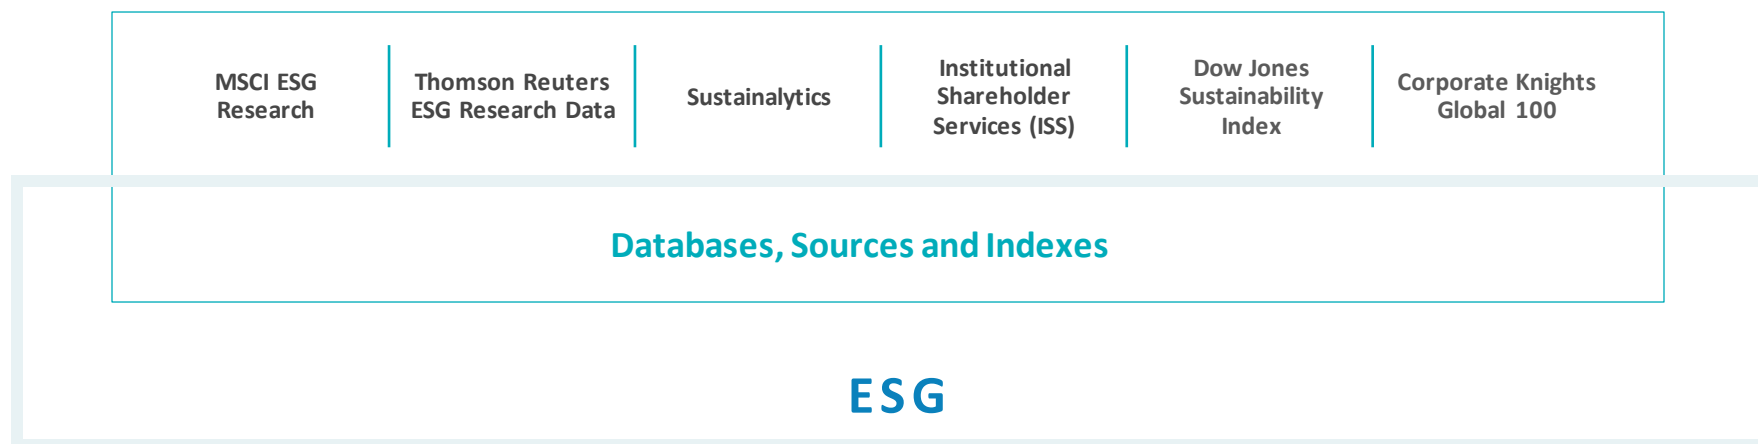 MSCI ESG
Research
Thomson Reuters
ESG Research Data
Sustainalytics
Institutional
Shareholder
Services (ISS)
Dow Jones
Sustainability
Index
Corporate Knights
Global 100
Databases, Sources and Indexes
ESG